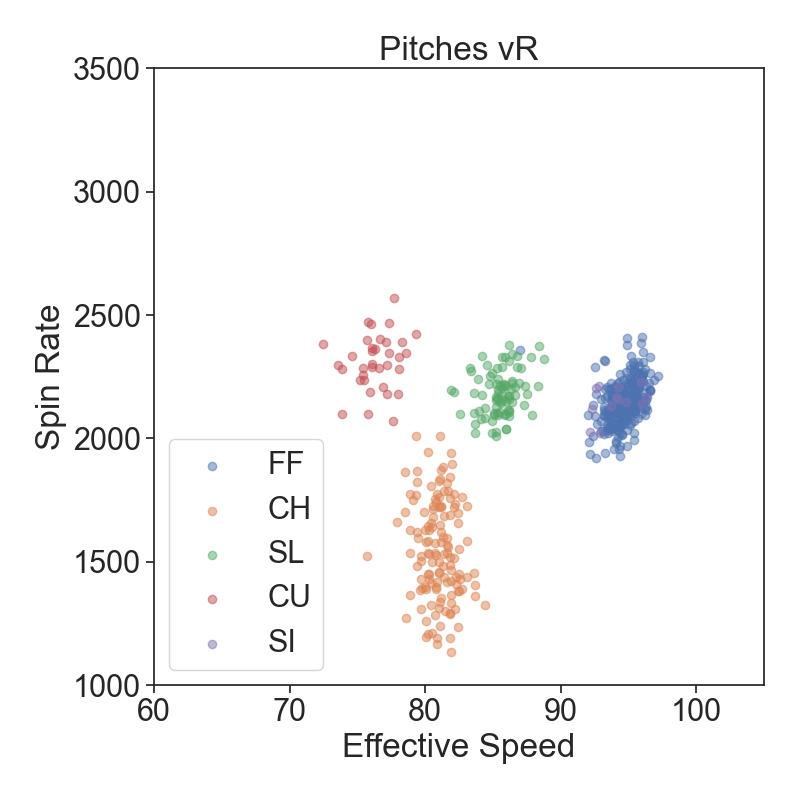 Pitches vR
3500
3000
2500
2000
1500
1000
Spin Rate
FF
CH
SL
CU
SI
60 70 80 90 100
Effective Speed